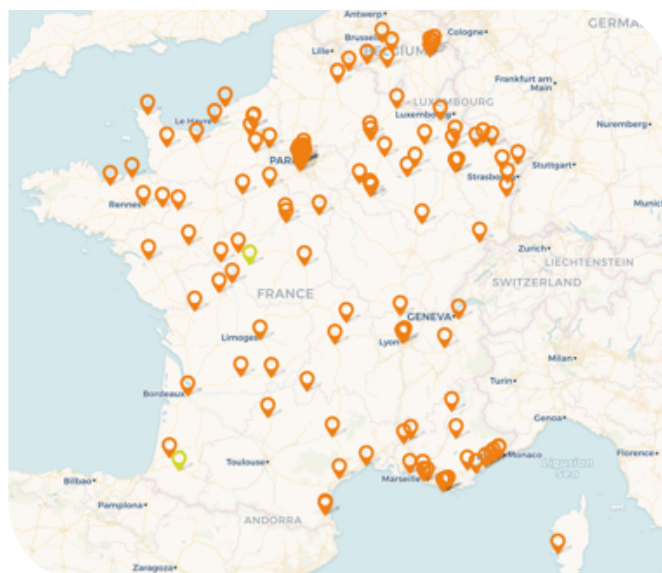 Antwerp•
Brussels
Cologne•
GERMA
Lille•
BELGIUM
Frankfurt am
Main•
LUXEMBOURG
Le Havre
Luxembourg
Nuremberg•
PAR
Stuttgart•
Strasbourg
Rennes•
Munic
Zurich•
LIECHTENSTEIN
FRANCE
SWITZERLAND
GENEVA
Limoges
Lyon
Milan•
Turin•
Bordeaux
Genoa•
Monaco
Florence•
Ligurian
Sea
Toulouse•
Marseille
Bilbao•
Pamplona•
ANDORRA
Zaragoza•